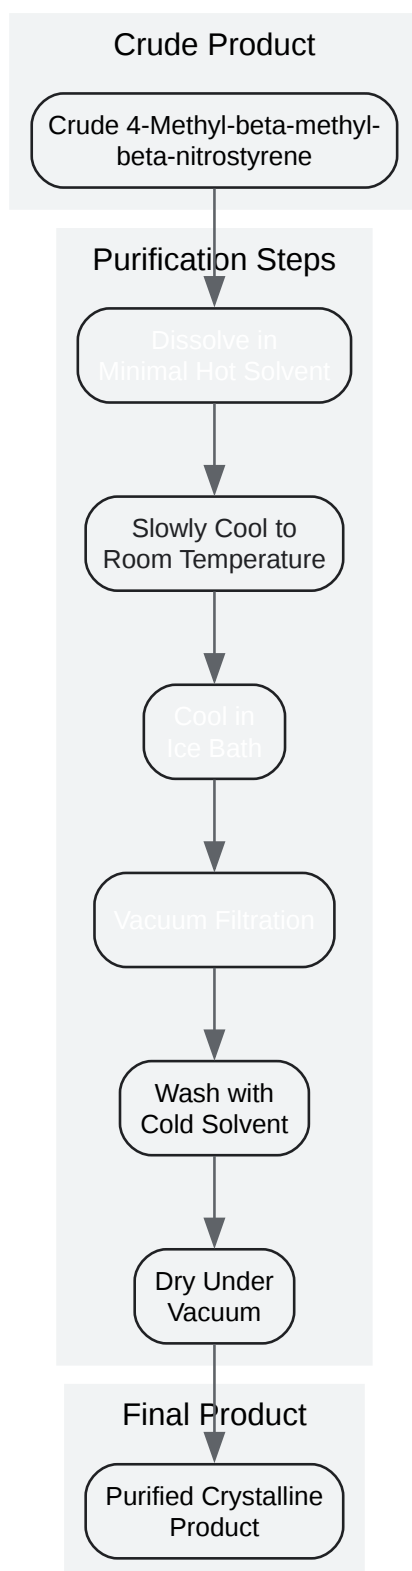 Crude Product
Crude 4-Methyl-beta-methyl-
beta-nitrostyrene
Purification Steps
Dissolve in
Minimal Hot Solvent
Slowly Cool to
Room Temperature
Cool in
Ice Bath
Vacuum Filtration
Wash with
Cold Solvent
Dry Under
Vacuum
Final Product
Purified Crystalline
Product